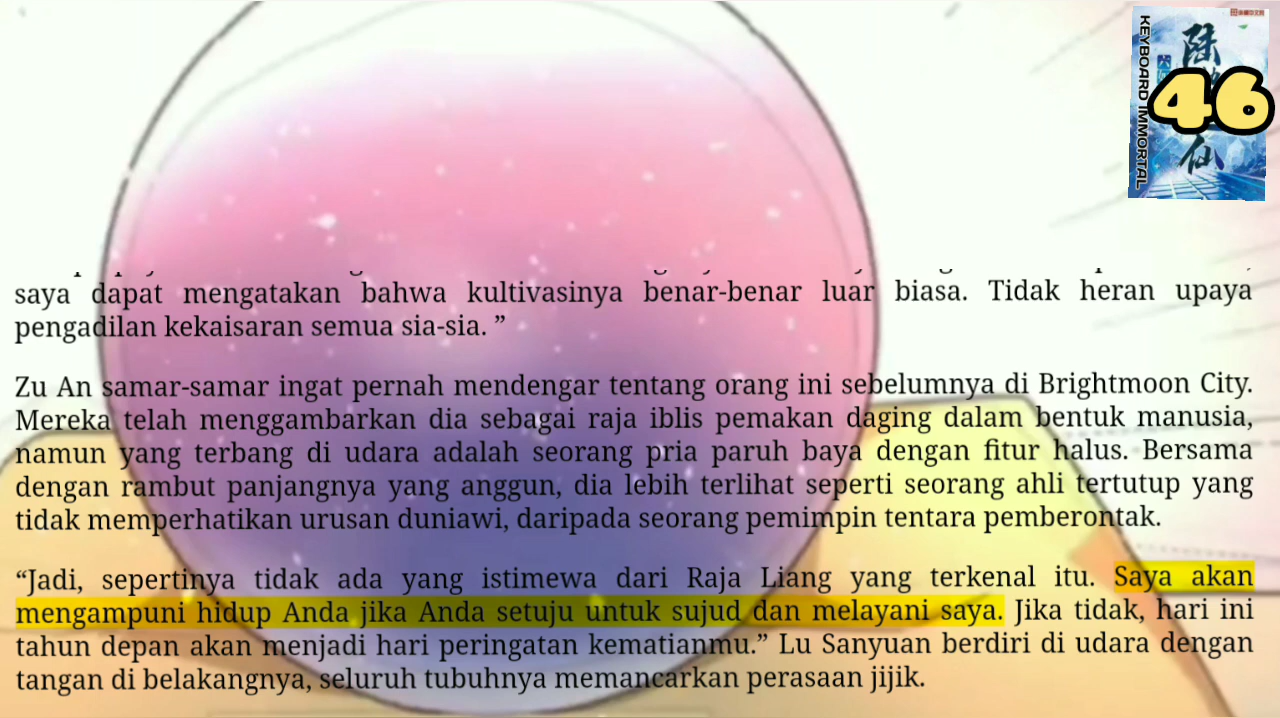 KEYBOARD IMMORTAL
陆
仙
46
saya dapat mengatakan bahwa kultivasinya benar-benar luar biasa. Tidak heran upaya
pengadilan kekaisaran semua sia-sia. ”
Zu An samar-samar ingat pernah mendengar tentang orang ini sebelumnya di Brightmoon City.
Mereka telah menggambarkan dia sebagai raja iblis pemakan daging dalam bentuk manusia,
namun yang terbang di udara adalah seorang pria paruh baya dengan fitur halus. Bersama
dengan rambut panjangnya yang anggun, dia lebih terlihat seperti seorang ahli tertutup yang
tidak memperhatikan urusan duniawi, daripada seorang pemimpin tentara pemberontak.
“Jadi, sepertinya tidak ada yang istimewa dari Raja Liang yang terkenal itu. Saya akan
mengampuni hidup Anda jika Anda setuju untuk sujud dan melayani saya. Jika tidak, hari ini
tahun depan akan menjadi hari peringatan kematianmu.” Lu Sanyuan berdiri di udara dengan
tangan di belakangnya, seluruh tubuhnya memancarkan perasaan jijik.